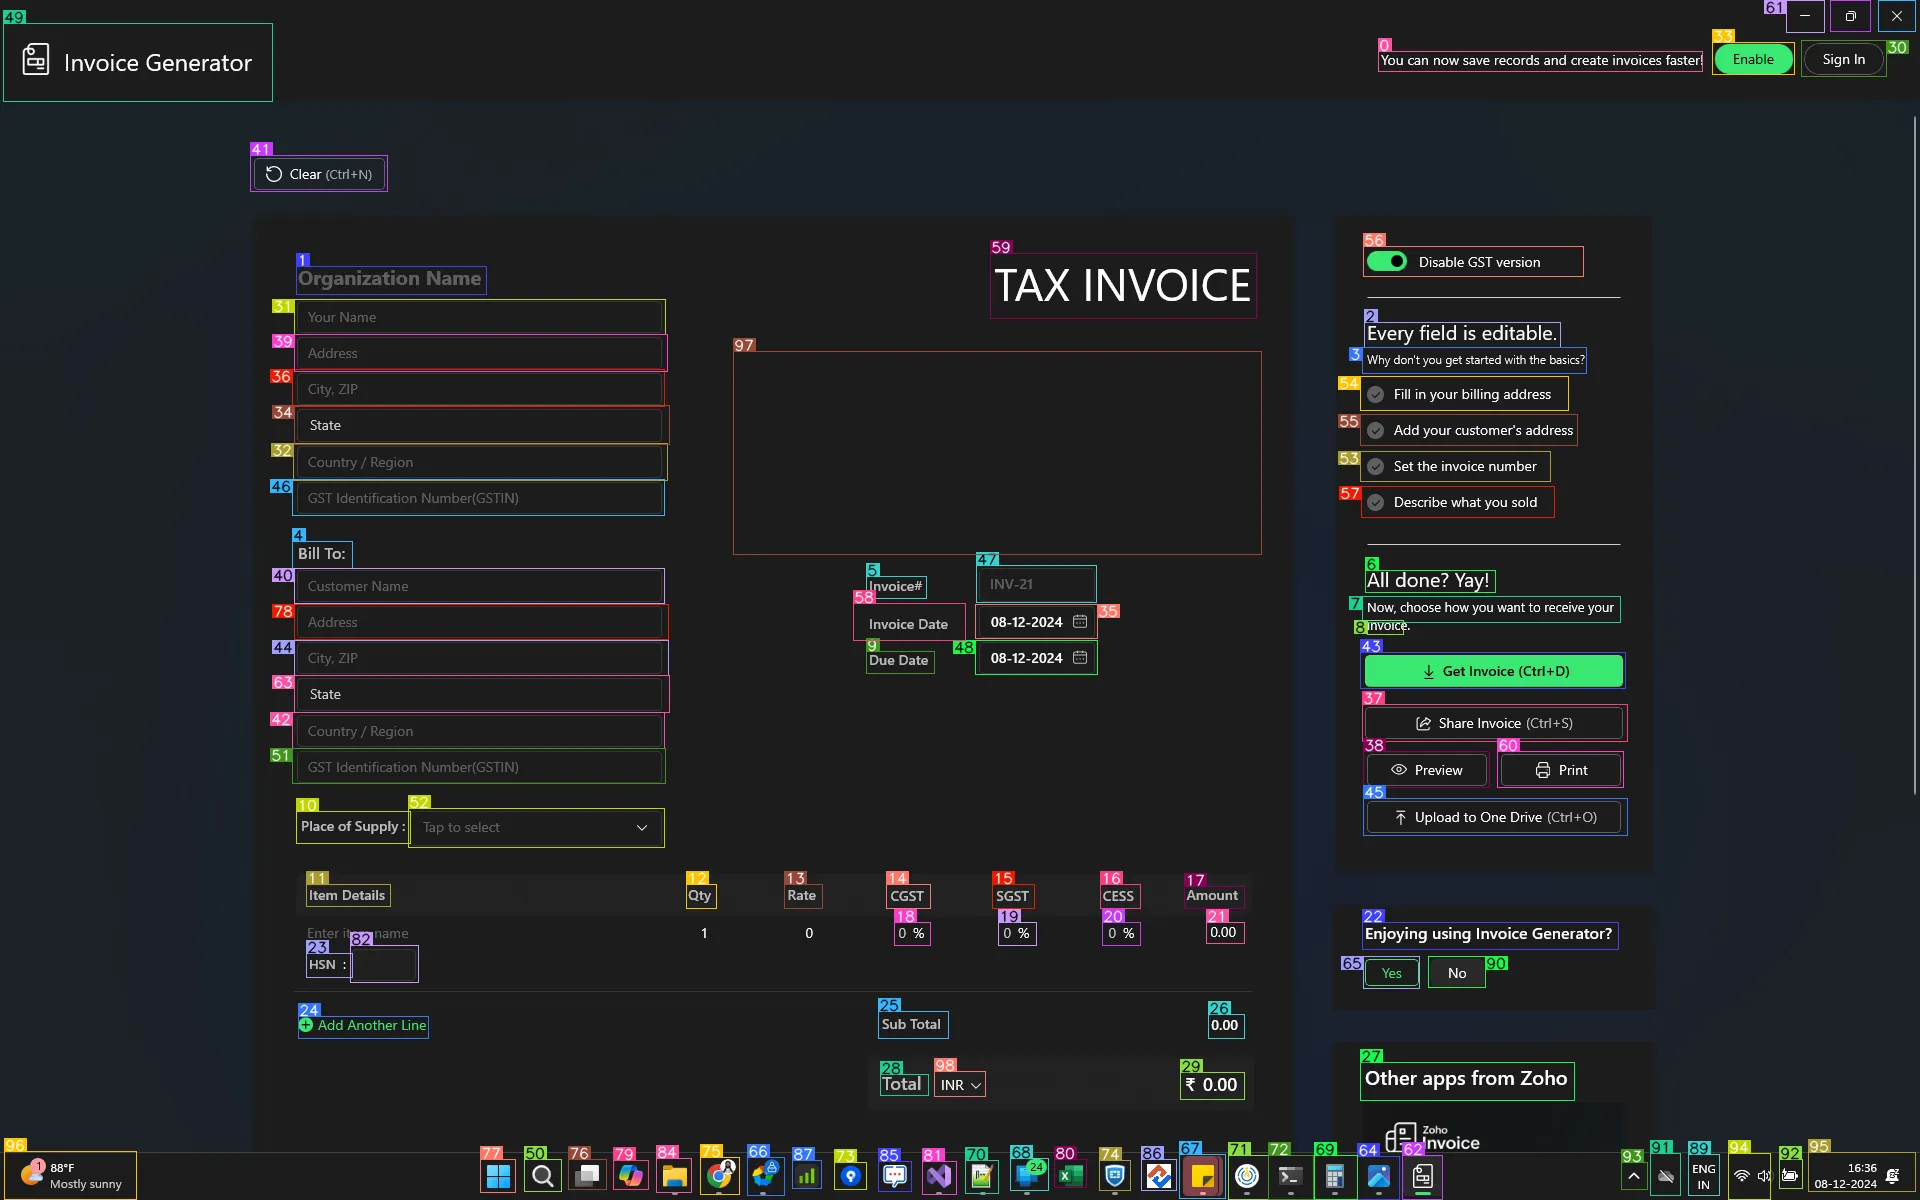 Invoice Generator
You can now save records and create invoices faster!
Enable
Sign In
Clear (Ctrl+N)
Organization Name
TAX INVOICE
Your Name
Address
City, ZIP
State
Country / Region
GST Identification Number(GSTIN)
Bill To:
Customer Name
Address
City, ZIP
State
Country / Region
GST Identification Number(GSTIN)
Invoice# INV-21
Invoice Date 08-12-2024
Due Date 08-12-2024
Place of Supply : Tap to select
Item Details Qty Rate CGST SGST CESS Amount
Enter item name 1 0 0 % 0 % 0 % 0.00
HSN :
Add Another Line
Sub Total 0.00
Total INR ₹ 0.00
Disable GST version
Every field is editable.
Why don't you get started with the basics?
Fill in your billing address
Add your customer's address
Set the invoice number
Describe what you sold
All done? Yay!
Now, choose how you want to receive your
invoice.
Get Invoice (Ctrl+D)
Share Invoice (Ctrl+S)
Preview
Print
Upload to One Drive (Ctrl+O)
Enjoying using Invoice Generator?
Yes
No
Other apps from Zoho
Zoho
Invoice
1
88°F
Mostly sunny
24
ENG
IN
16:36
08-12-2024
49
61
0
33
30
41
1
59
31
39
36
34
32
46
97
4
40
78
44
63
42
51
5
47
58
35
9
48
10
52
11
12
13
14
15
16
17
18
19
20
21
23
82
24
25
26
28
98
29
56
2
3
54
55
53
57
6
7
8
43
37
38
60
45
22
65
90
27
96
77
50
76
79
84
75
66
87
73
85
81
70
68
80
74
86
67
71
72
69
64
62
93
91
89
94
92
95